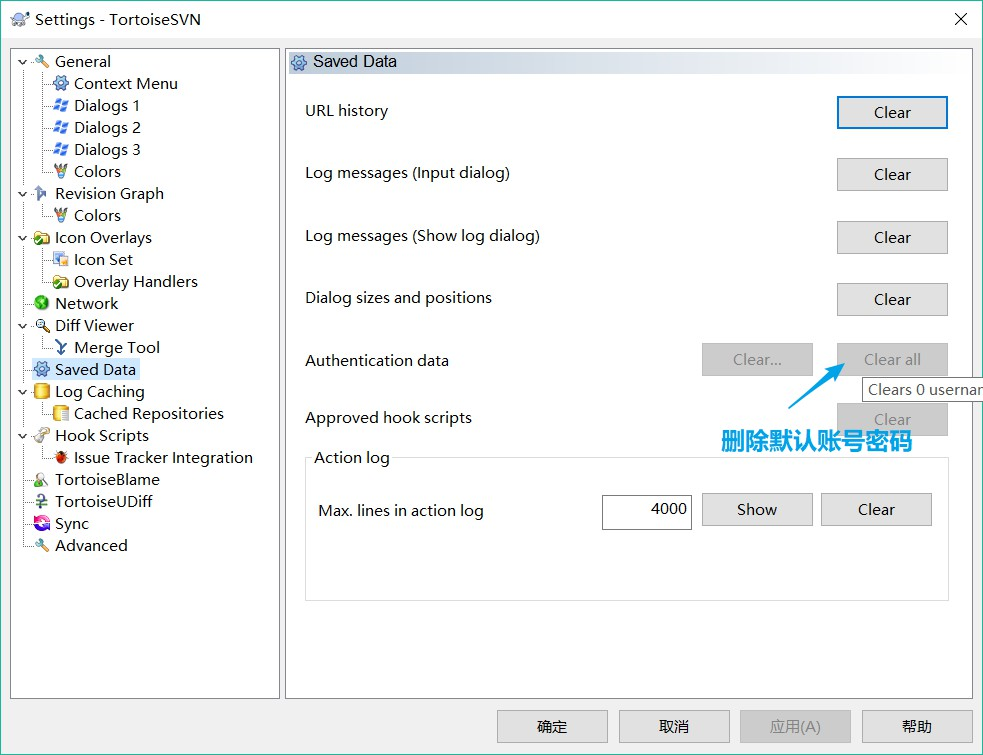 Settings - TortoiseSVN
General
Context Menu
Dialogs 1
Dialogs 2
Dialogs 3
Colors
Revision Graph
Colors
Icon Overlays
Icon Set
Overlay Handlers
Network
Diff Viewer
Merge Tool
Saved Data
Log Caching
Cached Repositories
Hook Scripts
Issue Tracker Integration
TortoiseBlame
TortoiseUDiff
Sync
Advanced
Saved Data
URL history Clear
Log messages (Input dialog) Clear
Log messages (Show log dialog) Clear
Dialog sizes and positions Clear
Authentication data Clear... Clear all
Clears 0 usernar
Approved hook scripts Clear
删除默认账号密码
Action log
Max. lines in action log 4000 Show Clear
确定 取消 应用(A) 帮助